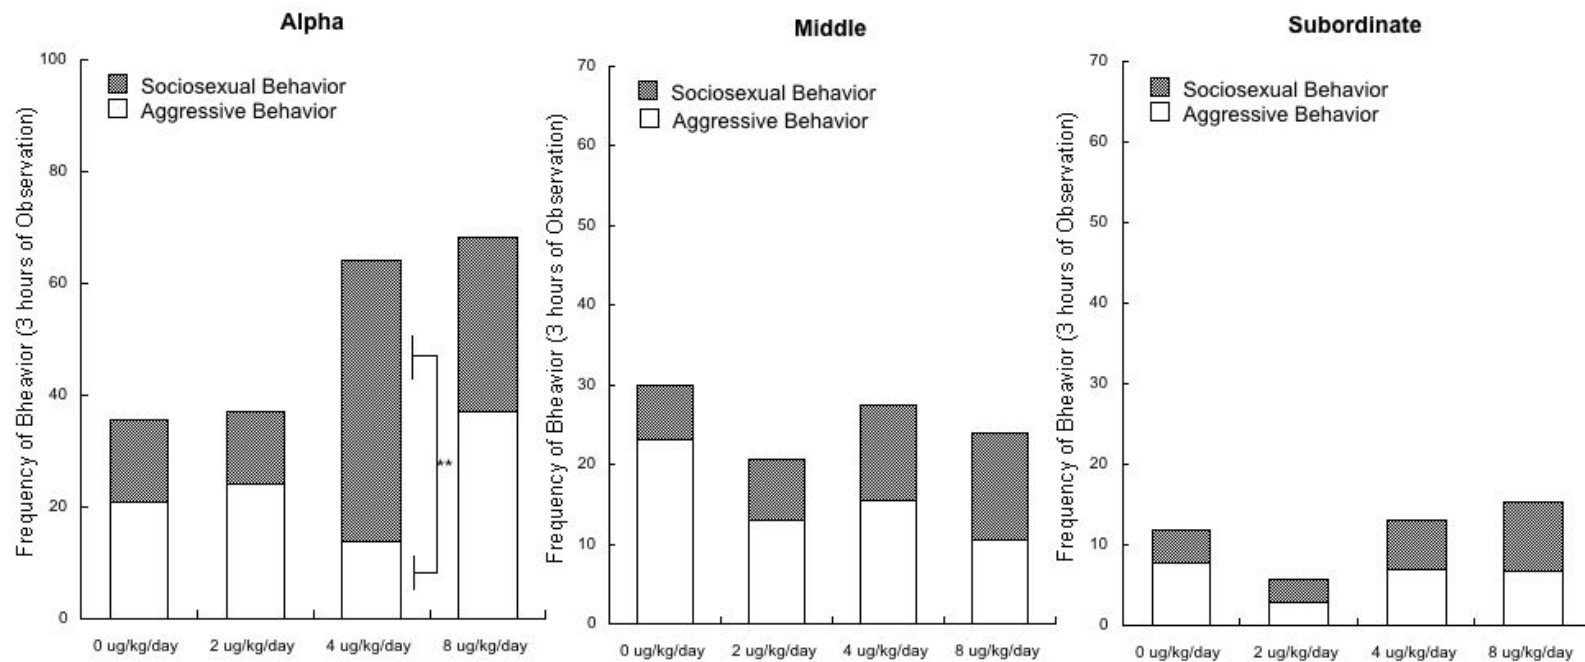 Alpha
Frequency of Bheavior (3 hours of Observation)
100
80
60
40
20
0
Sociosexual Behavior
Aggressive Behavior
**
0 ug/kg/day
2 ug/kg/day
4 ug/kg/day
8 ug/kg/day
Middle
Frequency of Bheavior (3 hours of Observation)
70
60
50
40
30
20
10
0
Sociosexual Behavior
Aggressive Behavior
0 ug/kg/day
2 ug/kg/day
4 ug/kg/day
8 ug/kg/day
Subordinate
Frequency of Bheavior (3 hours of Observation)
70
60
50
40
30
20
10
0
Sociosexual Behavior
Aggressive Behavior
0 ug/kg/day
2 ug/kg/day
4 ug/kg/day
8 ug/kg/day